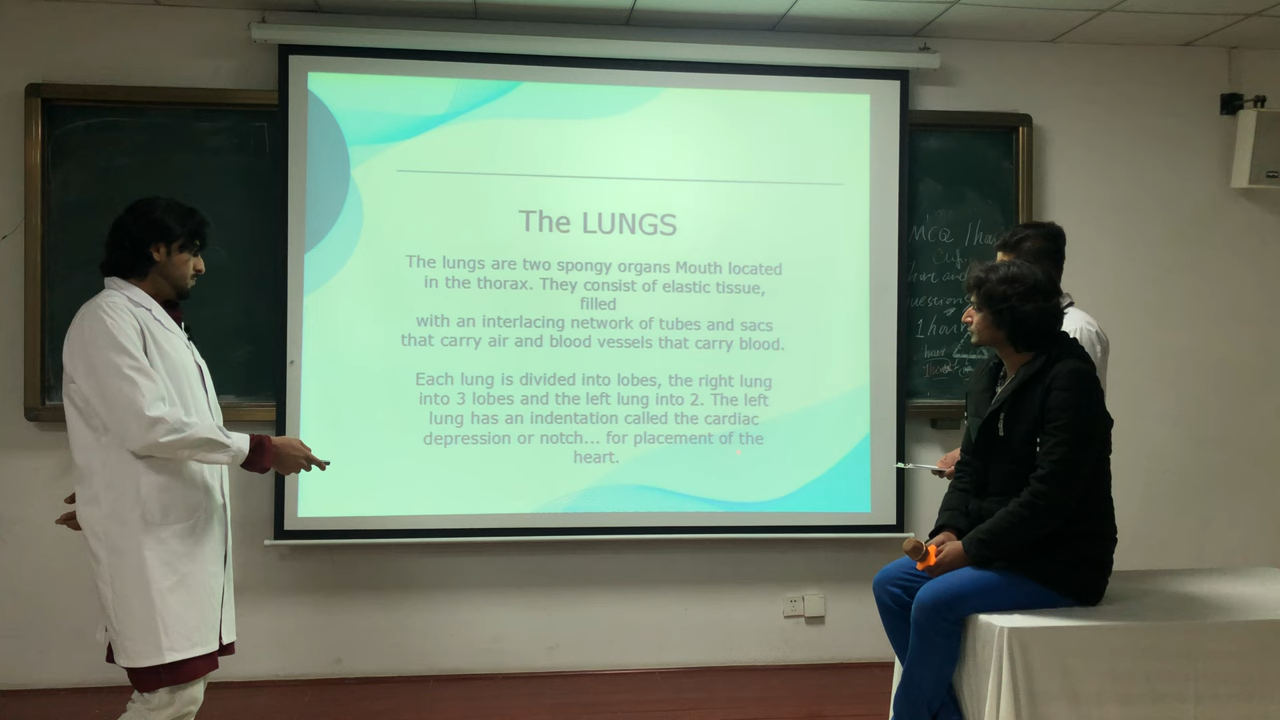 The LUNGS
The lungs are two spongy organs Mouth located
in the thorax. They consist of elastic tissue,
filled
with an interlacing network of tubes and sacs
that carry air and blood vessels that carry blood.
Each lung is divided into lobes, the right lung
into 3 lobes and the left lung into 2. The left
lung has an indentation called the cardiac
depression or notch... for placement of the
heart.
MCQ 1hour
1hour